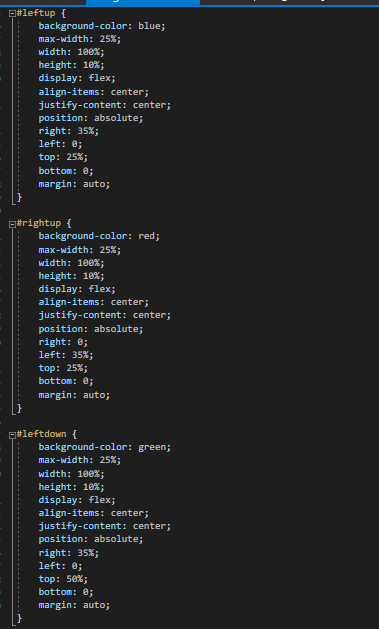 #leftup {
background-color: blue;
max-width: 25%;
width: 100%;
height: 10%;
display: flex;
align-items: center;
justify-content: center;
position: absolute;
right: 35%;
left: 0;
top: 25%;
bottom: 0;
margin: auto;
}
#rightup {
background-color: red;
max-width: 25%;
width: 100%;
height: 10%;
display: flex;
align-items: center;
justify-content: center;
position: absolute;
right: 0;
left: 35%;
top: 25%;
bottom: 0;
margin: auto;
}
#leftdown {
background-color: green;
max-width: 25%;
width: 100%;
height: 10%;
display: flex;
align-items: center;
justify-content: center;
position: absolute;
right: 35%;
left: 0;
top: 50%;
bottom: 0;
margin: auto;
}